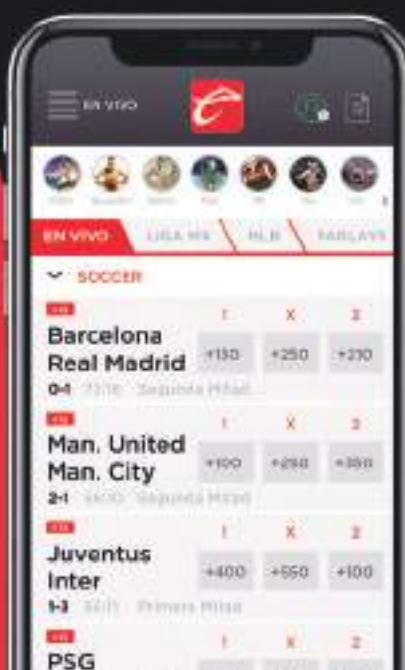 EN VIVO
EN VIVO LIGA MX MLB PARLAYS
SOCCER
1 X 2
Barcelona
Real Madrid
+130 +250 +210
0-1 Segunda Mitad
1 X 2
Man. United
Man. City
+100 +250 +350
2-1 Segunda Mitad
1 X 2
Juventus
Inter
+400 +550 +100
1-3 Primera Mitad
1 X 2
PSG